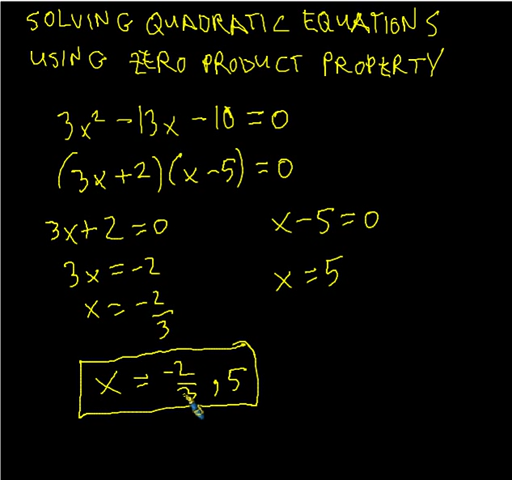 SOLVING QUADRATIC EQUATIONS
USING ZERO PRODUCT PROPERTY
3x² - 13x - 10 = 0
(3x + 2)(x - 5) = 0
3x + 2 = 0
3x = -2
x = -2/3
x - 5 = 0
x = 5
x = -2/3, 5